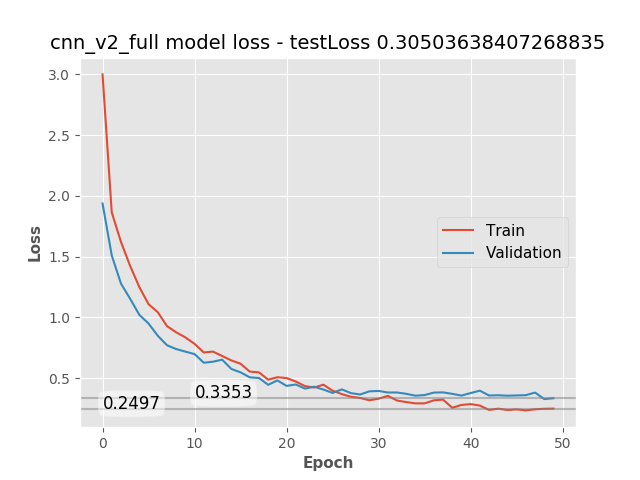 cnn_v2_full model loss - testLoss 0.30503638407268835
3.0
2.5
2.0
1.5
1.0
0.5
Loss
Train
Validation
0.3353
0.2497
0 10 20 30 40 50
Epoch